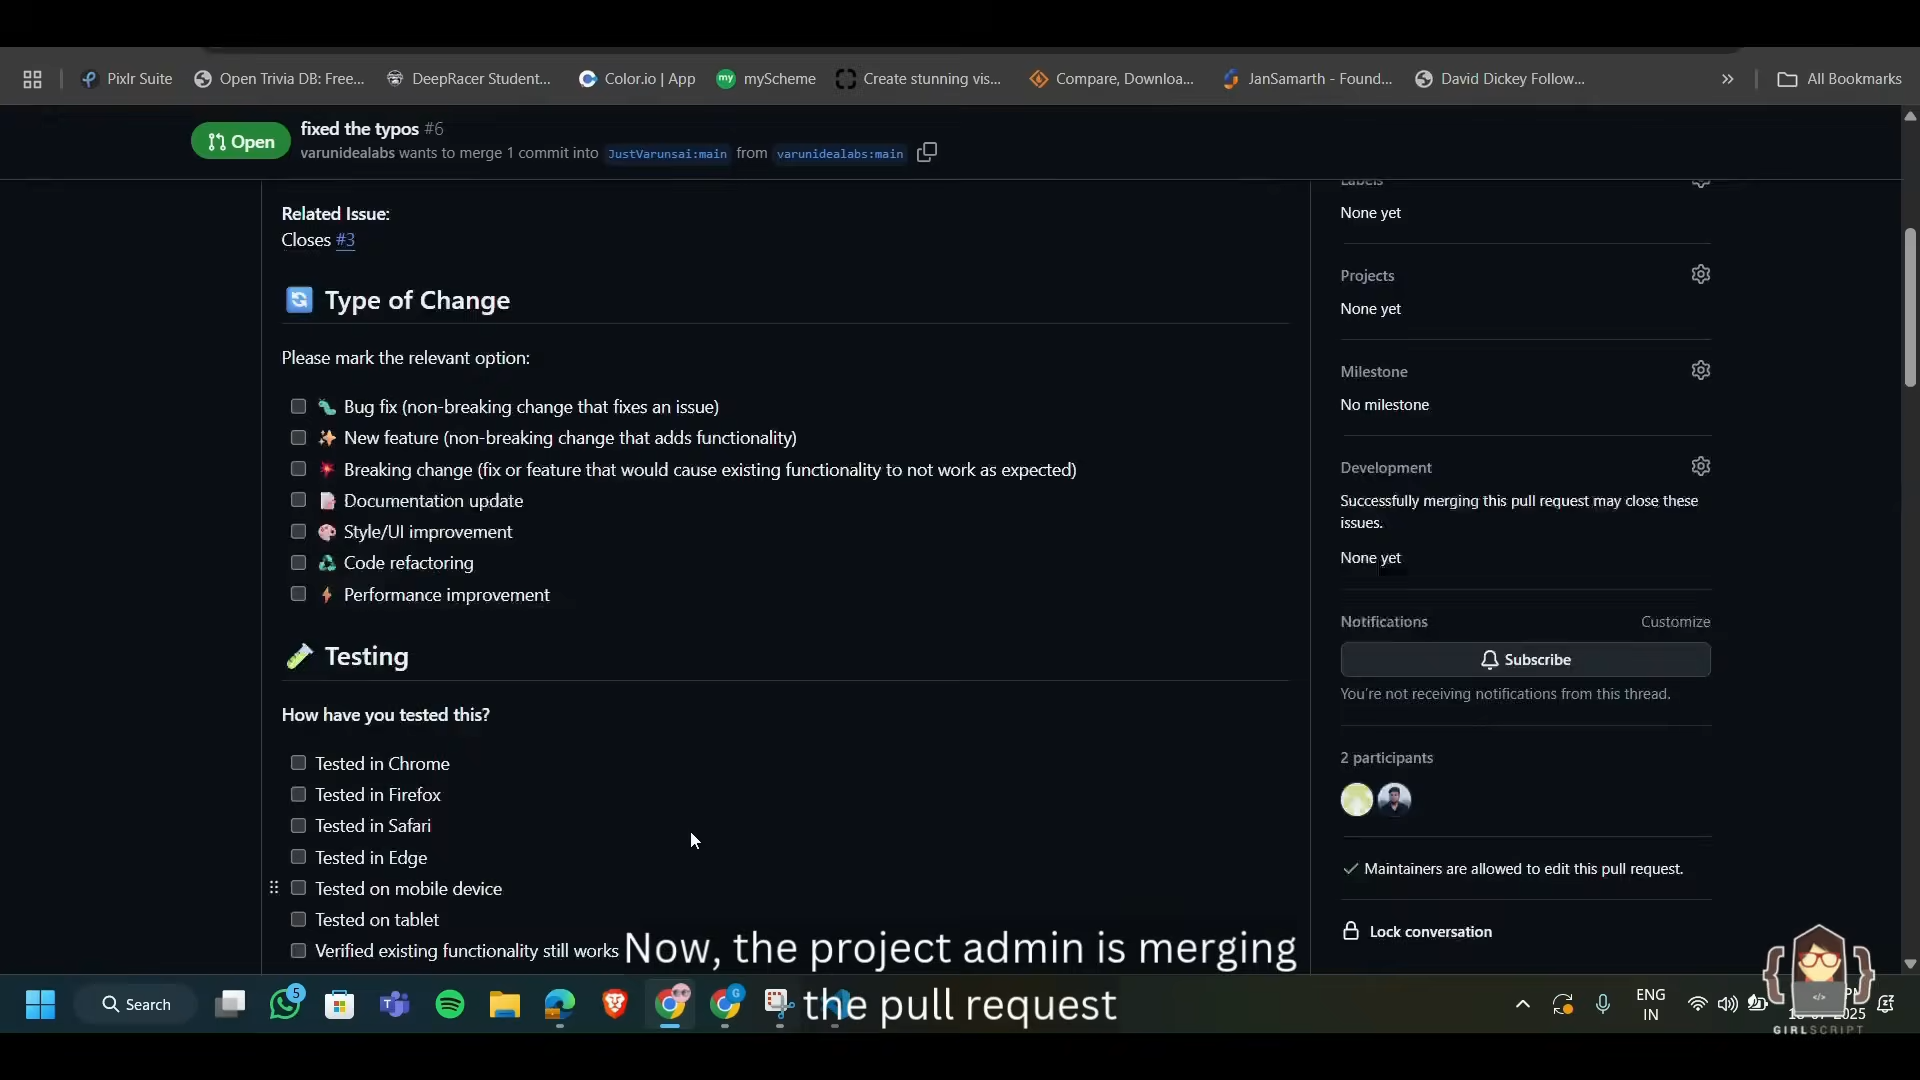 Pixlr Suite
Open Trivia DB: Free...
DeepRacer Student...
Color.io | App
myScheme
Create stunning vis...
Compare, Downloa...
JanSamarth - Found...
David Dickey Follow...
All Bookmarks
Open
fixed the typos #6
varunidealabs wants to merge 1 commit into JustVarunsai:main from varunidealabs:main
Related Issue:
Closes #3
Type of Change
Please mark the relevant option:
Bug fix (non-breaking change that fixes an issue)
New feature (non-breaking change that adds functionality)
Breaking change (fix or feature that would cause existing functionality to not work as expected)
Documentation update
Style/UI improvement
Code refactoring
Performance improvement
Testing
How have you tested this?
Tested in Chrome
Tested in Firefox
Tested in Safari
Tested in Edge
Tested on mobile device
Tested on tablet
Verified existing functionality still works
Labels
None yet
Projects
None yet
Milestone
No milestone
Development
Successfully merging this pull request may close these
issues.
None yet
Notifications
Customize
Subscribe
You're not receiving notifications from this thread.
2 participants
Maintainers are allowed to edit this pull request.
Lock conversation
Now, the project admin is merging
the pull request
Search
5
ENG
IN
2025
GIRLSCRIPT